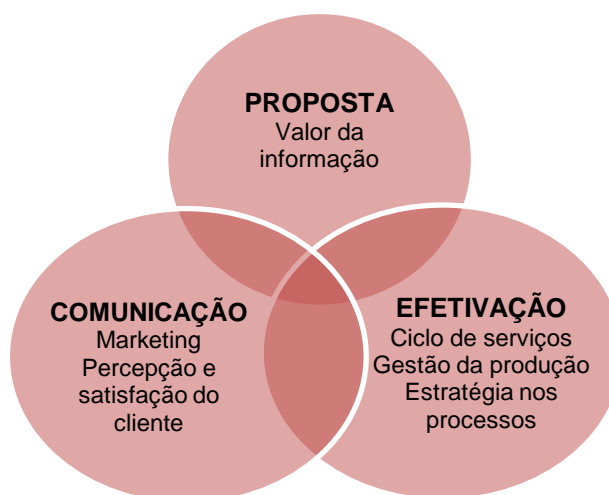 PROPOSTA
Valor da
informação
COMUNICAÇÃO
Marketing
Percepção e
satisfação do
cliente
EFETIVAÇÃO
Ciclo de serviços
Gestão da produção
Estratégia nos
processos